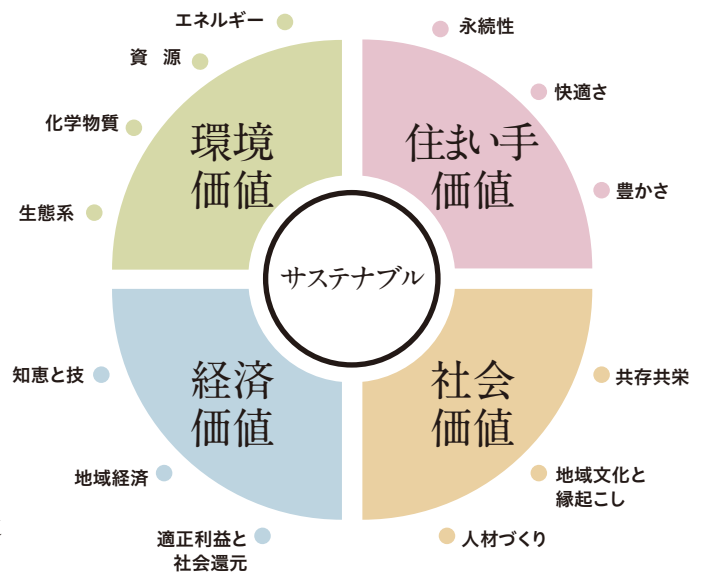 エネルギー
資 源
化学物質
生態系
環境
価値
永続性
快適さ
豊かさ
住まい手
価値
サステナブル
知恵と技
地域経済
適正利益と
社会還元
経済
価値
共存共栄
地域文化と
縁起こし
人材づくり
社会
価値